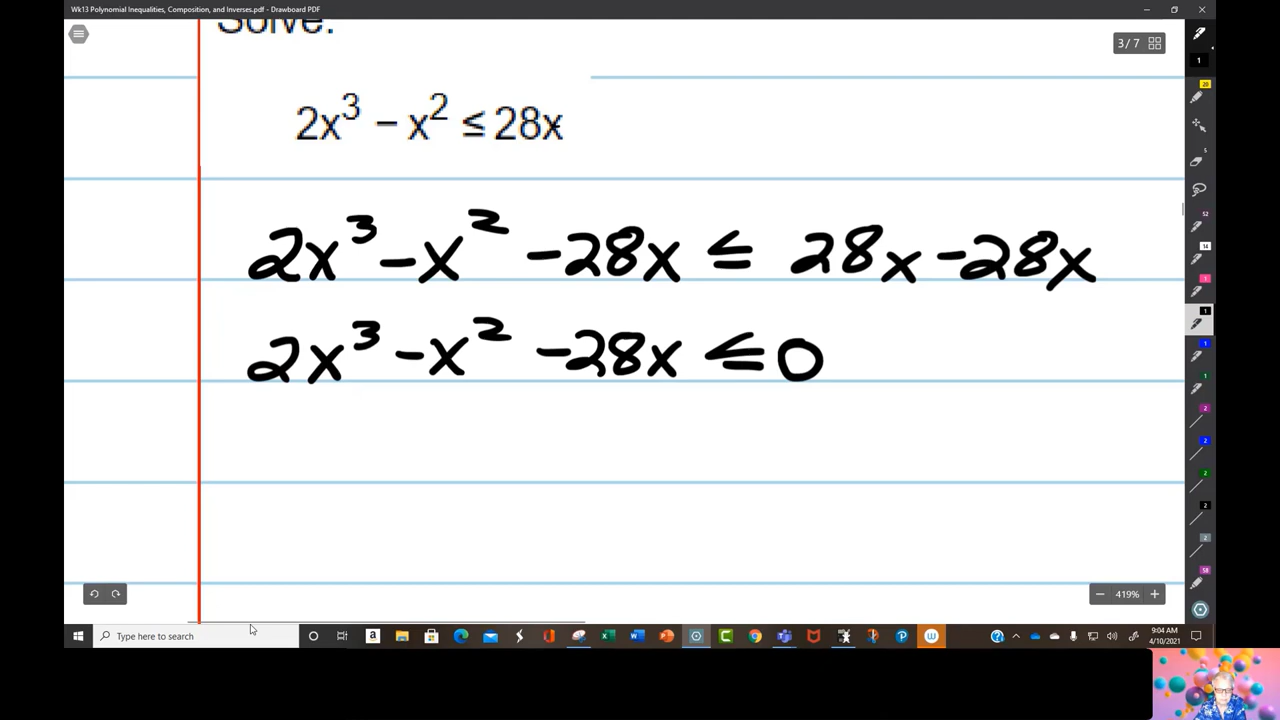 Wk13 Polynomial Inequalities, Composition, and Inverses.pdf - Drawboard PDF
Solve:
3 / 7
1
2x³ − x² ≤ 28x
2x³ − x² − 28x ≤ 28x − 28x
2x³ − x² − 28x ≤ 0
419%
Type here to search
9:04 AM
4/10/2021